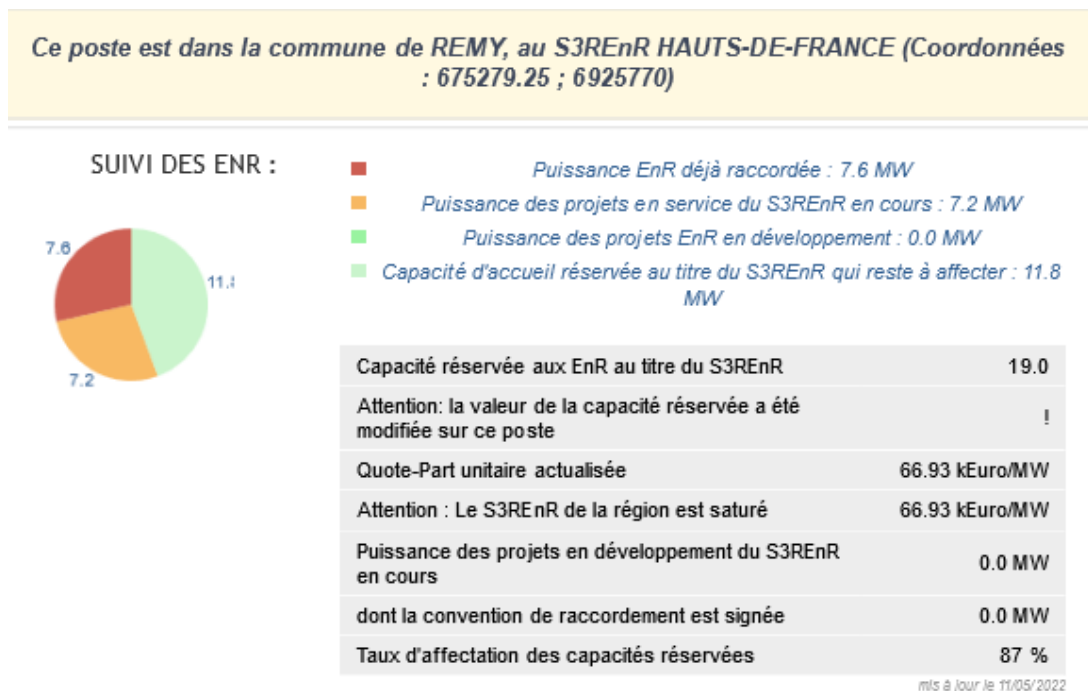 Ce poste est dans la commune de REMY, au S3REnR HAUTS-DE-FRANCE (Coordonnées
: 675279.25 ; 6925770)
SUIVI DES ENR :
Puissance EnR déjà raccordée : 7.6 MW
Puissance des projets en service du S3REnR en cours : 7.2 MW
Puissance des projets EnR en développement : 0.0 MW
Capacité d'accueil réservée au titre du S3REnR qui reste à affecter : 11.8
MW
7.6
7.2
Capacité réservée aux EnR au titre du S3REnR 19.0
Attention: la valeur de la capacité réservée a été
modifiée sur ce poste !
Quote-Part unitaire actualisée 66.93 kEuro/MW
Attention : Le S3REnR de la région est saturé 66.93 kEuro/MW
Puissance des projets en développement du S3REnR
en cours 0.0 MW
dont la convention de raccordement est signée 0.0 MW
Taux d'affectation des capacités réservées 87 %
mis à jour le 11/05/2022